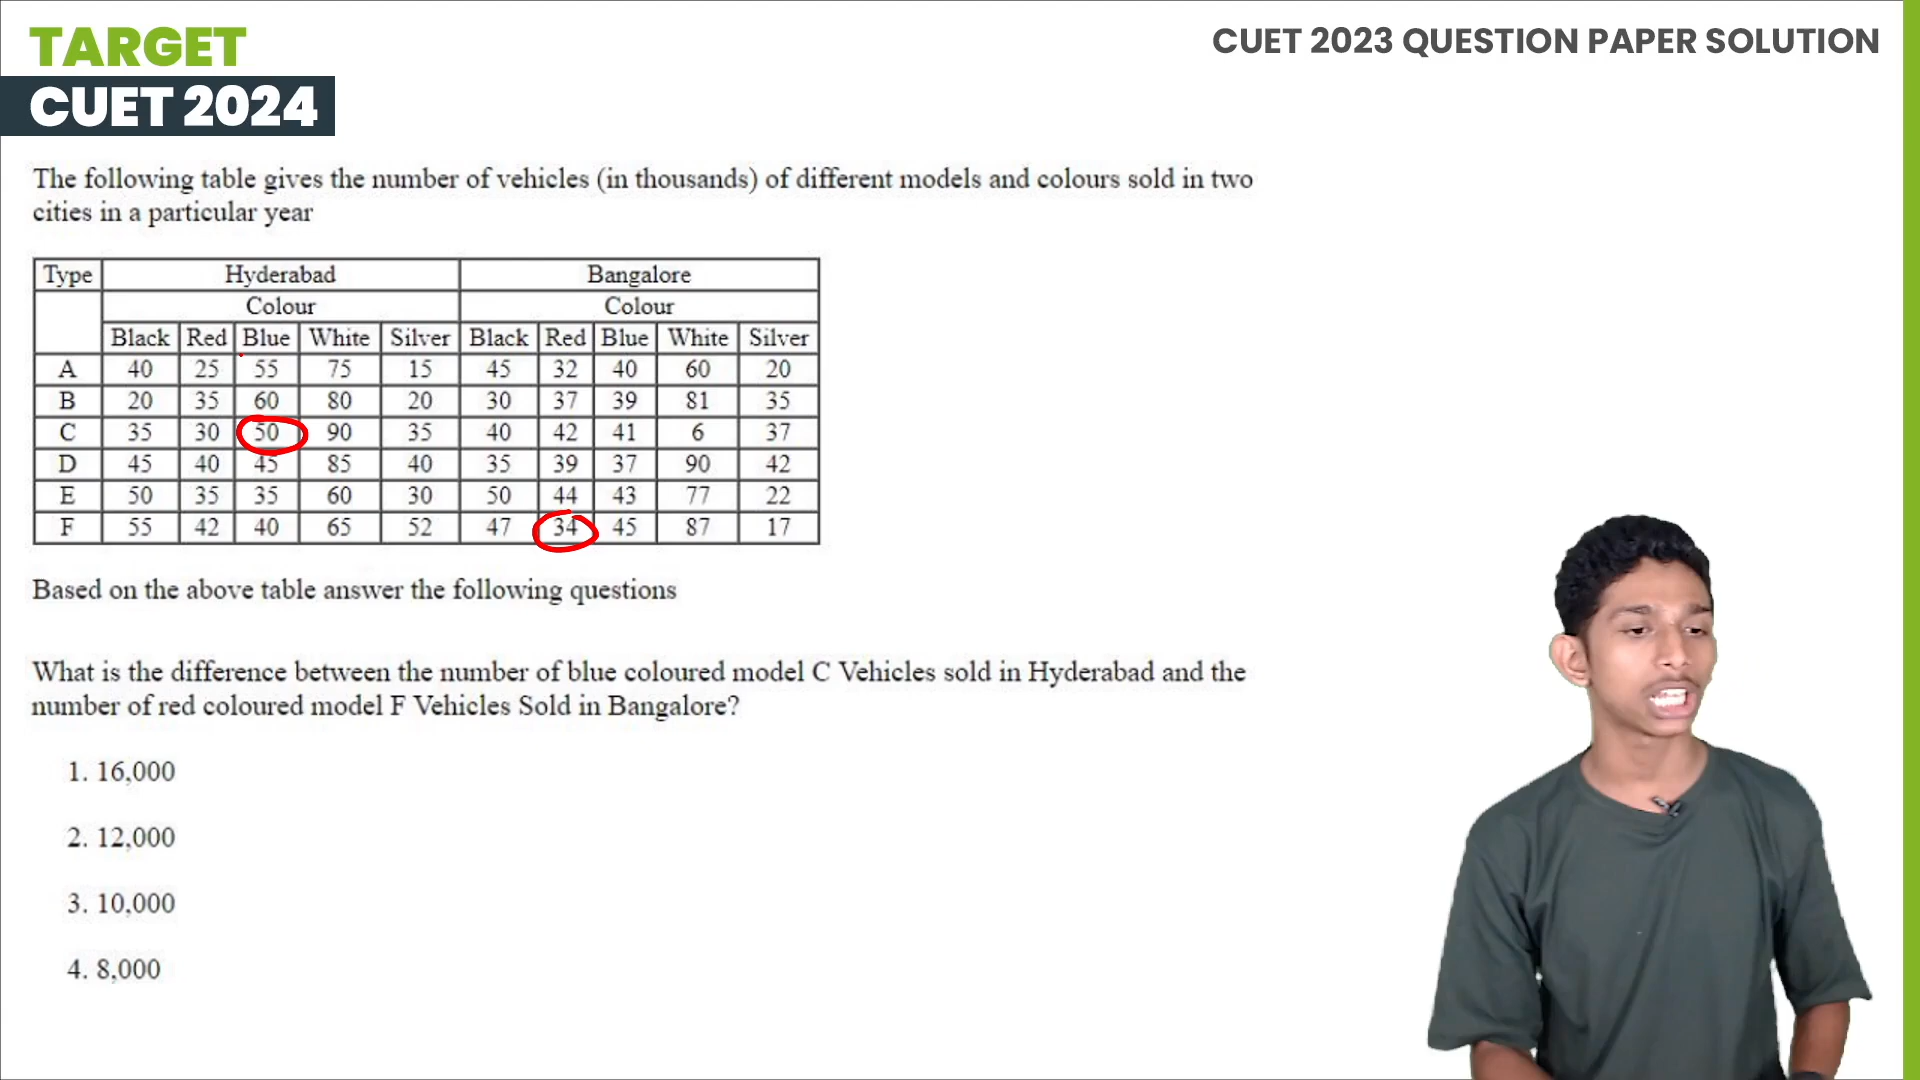 TARGET
CUET 2024
CUET 2023 QUESTION PAPER SOLUTION
The following table gives the number of vehicles (in thousands) of different models and colours sold in two
cities in a particular year
Type Hyderabad Bangalore
Colour Colour
Black Red Blue White Silver Black Red Blue White Silver
A 40 25 55 75 15 45 32 40 60 20
B 20 35 60 80 20 30 37 39 81 35
C 35 30 50 90 35 40 42 41 6 37
D 45 40 45 85 40 35 39 37 90 42
E 50 35 35 60 30 50 44 43 77 22
F 55 42 40 65 52 47 34 45 87 17
Based on the above table answer the following questions
What is the difference between the number of blue coloured model C Vehicles sold in Hyderabad and the
number of red coloured model F Vehicles Sold in Bangalore?
1. 16,000
2. 12,000
3. 10,000
4. 8,000